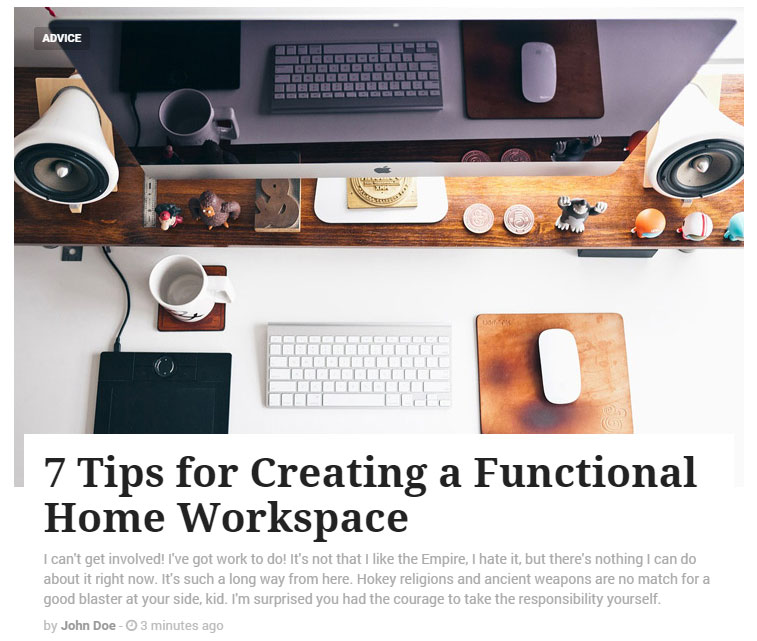 ADVICE
7 Tips for Creating a Functional
Home Workspace
I can't get involved! I've got work to do! It's not that I like the Empire, I hate it, but there's nothing I can do
about it right now. It's such a long way from here. Hokey religions and ancient weapons are no match for a
good blaster at your side, kid. I'm surprised you had the courage to take the responsibility yourself.
by John Doe - 3 minutes ago